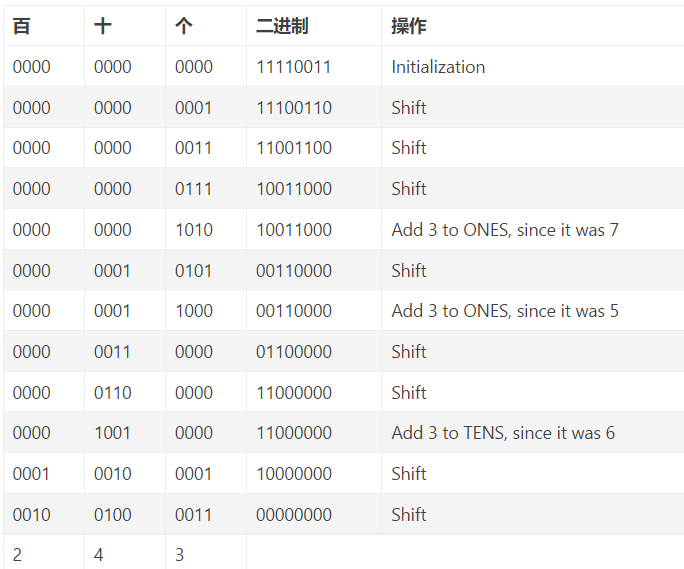 百 十 个 二进制 操作
0000 0000 0000 11110011 Initialization
0000 0000 0001 11100110 Shift
0000 0000 0011 11001100 Shift
0000 0000 0111 10011000 Shift
0000 0000 1010 10011000 Add 3 to ONES, since it was 7
0000 0001 0101 00110000 Shift
0000 0001 1000 00110000 Add 3 to ONES, since it was 5
0000 0011 0000 01100000 Shift
0000 0110 0000 11000000 Shift
0000 1001 0000 11000000 Add 3 to TENS, since it was 6
0001 0010 0001 10000000 Shift
0010 0100 0011 00000000 Shift
2 4 3